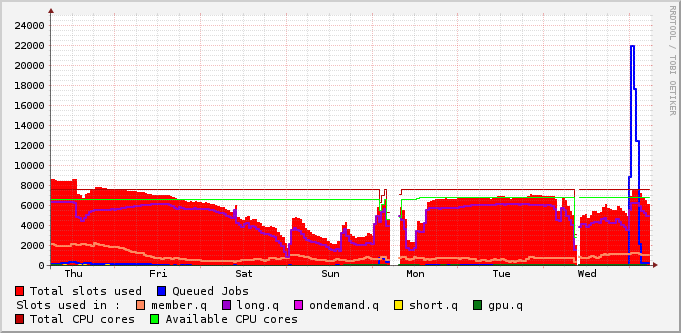 RRDTOOL / TOBI OETIKER
24000
22000
20000
18000
16000
14000
12000
10000
8000
6000
4000
2000
0
Thu Fri Sat Sun Mon Tue Wed
Total slots used Queued Jobs
Slots used in : member.q long.q ondemand.q short.q gpu.q
Total CPU cores Available CPU cores